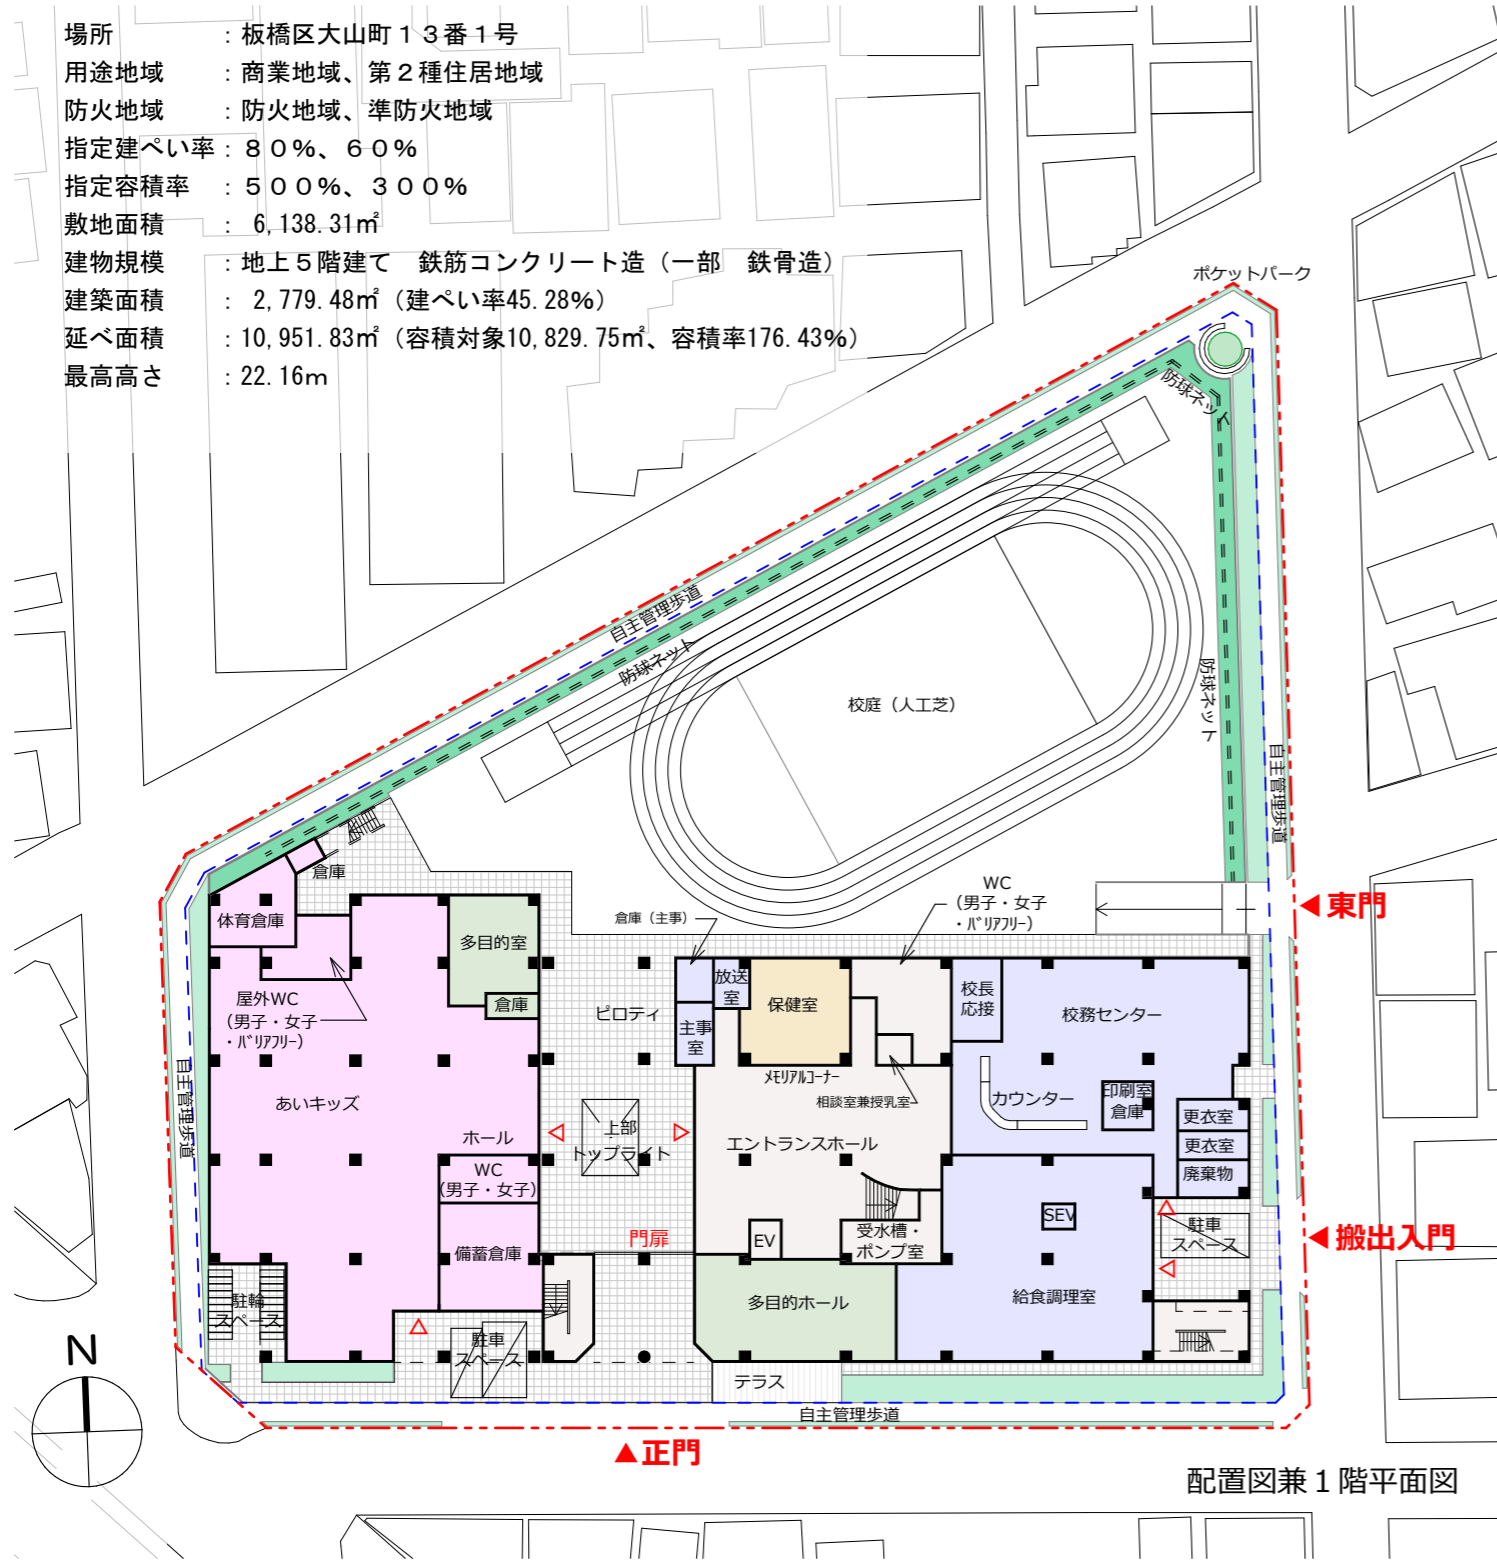 場所　：板橋区大山町１３番１号
用途地域　：商業地域、第２種住居地域
防火地域　：防火地域、準防火地域
指定建ぺい率：８０％、６０％
指定容積率　：５００％、３００％
敷地面積　：6,138.31㎡
建物規模　：地上５階建て　鉄筋コンクリート造（一部　鉄骨造）
建築面積　：2,779.48㎡（建ぺい率45.28％）
延べ面積　：10,951.83㎡（容積対象10,829.75㎡、容積率176.43％）
最高高さ　：22.16m
ポケットパーク
防球ネット
自主管理歩道
防球ネット
防球ネット
校庭（人工芝）
自主管理歩道
倉庫
体育倉庫
多目的室
倉庫（主事）
WC
（男子・女子
・バリアフリー）
東門
屋外WC
（男子・女子
・バリアフリー）
倉庫
ピロティ
放送
室
主事
室
保健室
校長
応接
校務センター
自主管理歩道
あいキッズ
メモリアルコーナー
相談室兼授乳室
カウンター
印刷室
倉庫
更衣室
更衣室
廃棄物
ホール
上部
トップライト
エントランスホール
WC
（男子・女子）
備蓄倉庫
門扉
EV
受水槽・
ポンプ室
SEV
駐車
スペース
搬出入門
駐輪
スペース
駐車
スペース
多目的ホール
給食調理室
テラス
自主管理歩道
正門
N
配置図兼１階平面図